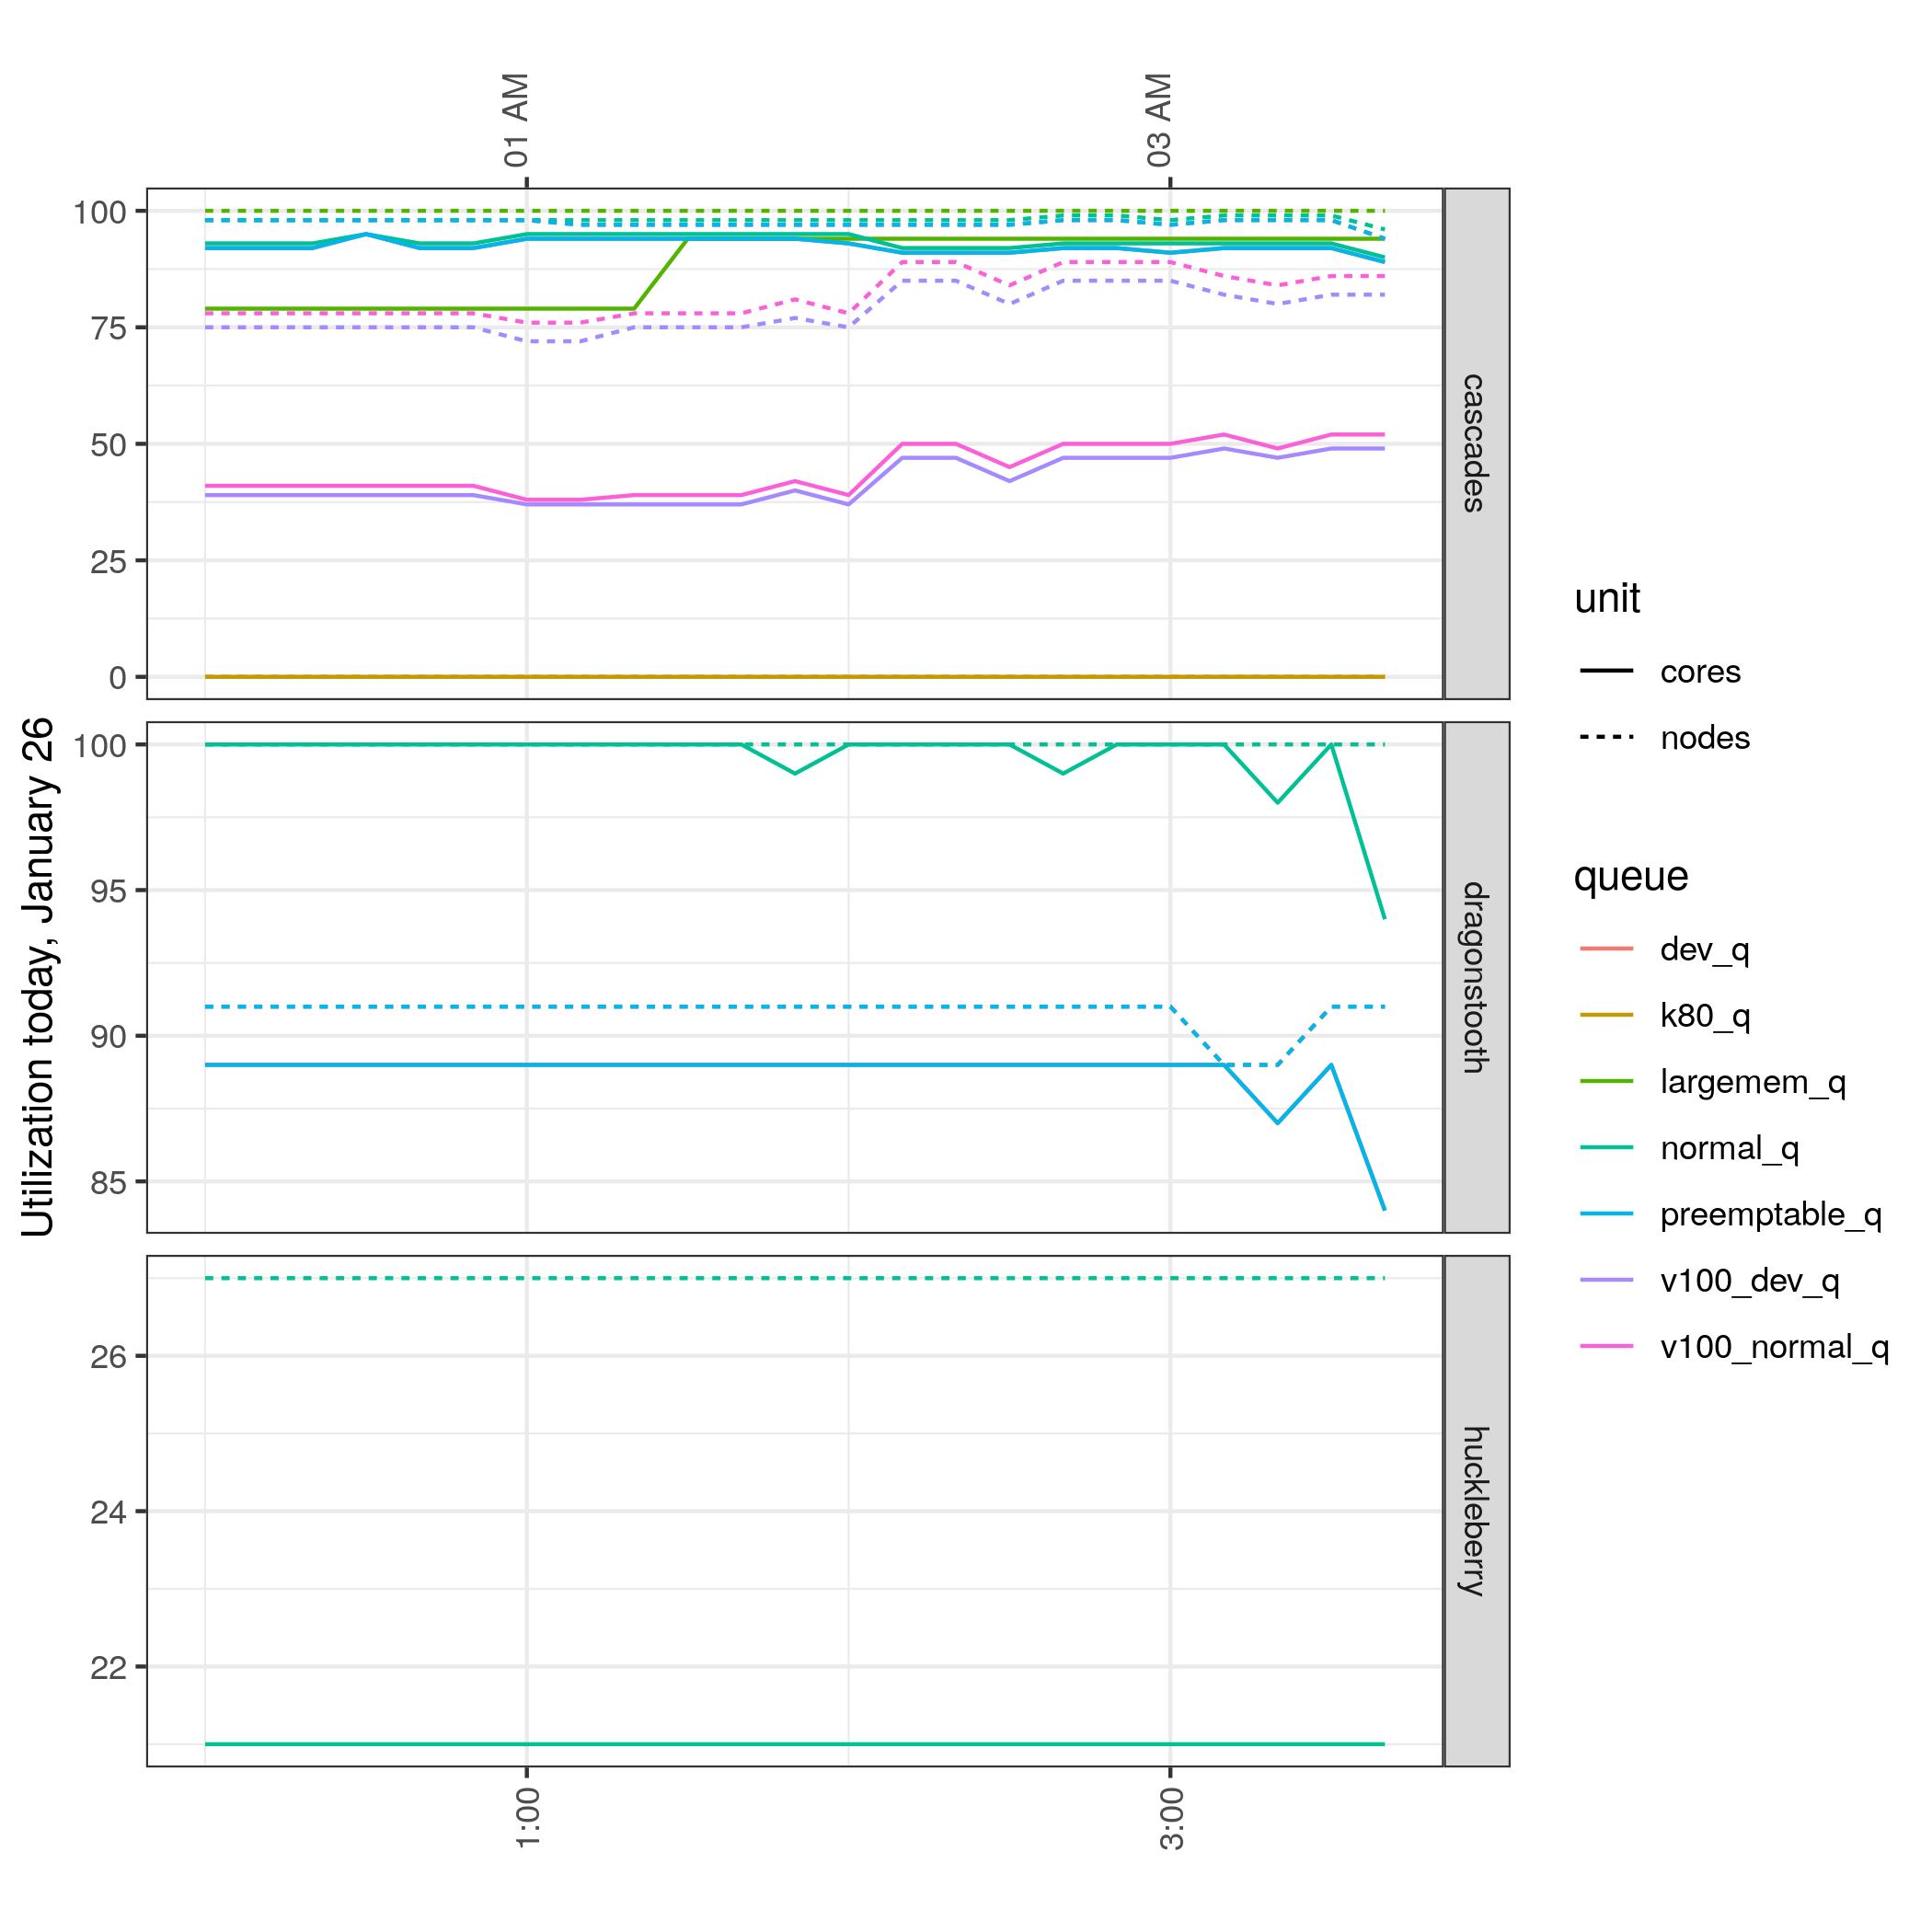 01 AM
03 AM
100
75
50
25
0
cascades
100
95
90
85
dragonstooth
26
24
22
huckleberry
1:00
3:00
Utilization today, January 26
unit
cores
nodes
queue
dev_q
k80_q
largemem_q
normal_q
preemptable_q
v100_dev_q
v100_normal_q